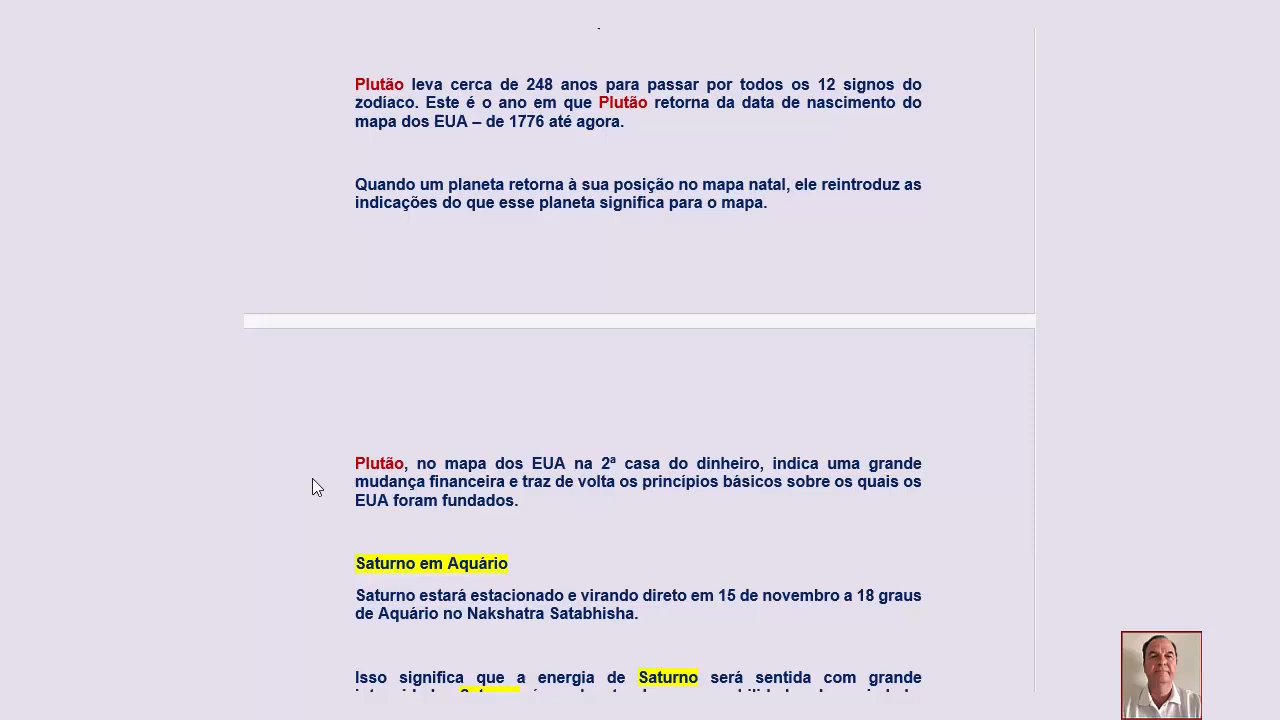 Plutão leva cerca de 248 anos para passar por todos os 12 signos do
zodíaco. Este é o ano em que Plutão retorna da data de nascimento do
mapa dos EUA – de 1776 até agora.
Quando um planeta retorna à sua posição no mapa natal, ele reintroduz as
indicações do que esse planeta significa para o mapa.
Plutão, no mapa dos EUA na 2ª casa do dinheiro, indica uma grande
mudança financeira e traz de volta os princípios básicos sobre os quais os
EUA foram fundados.
Saturno em Aquário
Saturno estará estacionado e virando direto em 15 de novembro a 18 graus
de Aquário no Nakshatra Satabhisha.
Isso significa que a energia de Saturno será sentida com grande